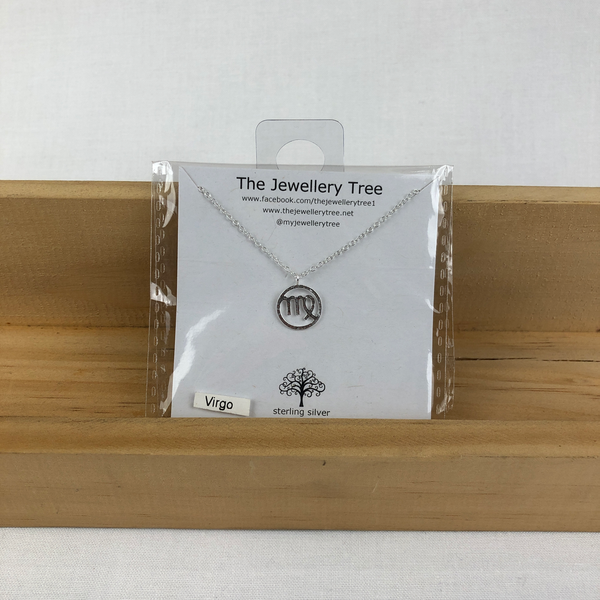 The Jewellery Tree
www.facebook.com/thejewellerytree1
www.thejewellerytree.net
@myjewellerytree
Virgo
sterling silver